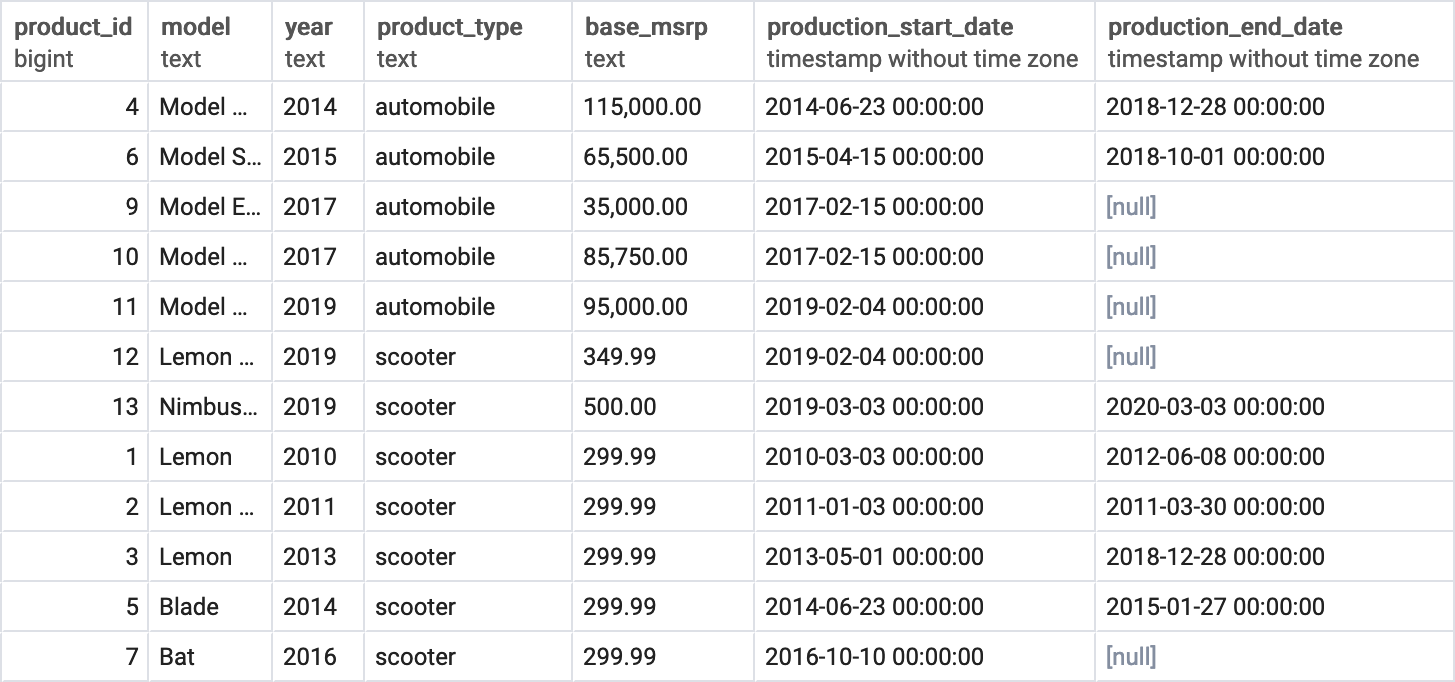 product_id model year product_type base_msrp production_start_date production_end_date
bigint text text text text timestamp without time zone timestamp without time zone
4 Model ... 2014 automobile 115,000.00 2014-06-23 00:00:00 2018-12-28 00:00:00
6 Model S... 2015 automobile 65,500.00 2015-04-15 00:00:00 2018-10-01 00:00:00
9 Model E... 2017 automobile 35,000.00 2017-02-15 00:00:00 [null]
10 Model ... 2017 automobile 85,750.00 2017-02-15 00:00:00 [null]
11 Model ... 2019 automobile 95,000.00 2019-02-04 00:00:00 [null]
12 Lemon ... 2019 scooter 349.99 2019-02-04 00:00:00 [null]
13 Nimbus... 2019 scooter 500.00 2019-03-03 00:00:00 2020-03-03 00:00:00
1 Lemon 2010 scooter 299.99 2010-03-03 00:00:00 2012-06-08 00:00:00
2 Lemon ... 2011 scooter 299.99 2011-01-03 00:00:00 2011-03-30 00:00:00
3 Lemon 2013 scooter 299.99 2013-05-01 00:00:00 2018-12-28 00:00:00
5 Blade 2014 scooter 299.99 2014-06-23 00:00:00 2015-01-27 00:00:00
7 Bat 2016 scooter 299.99 2016-10-10 00:00:00 [null]